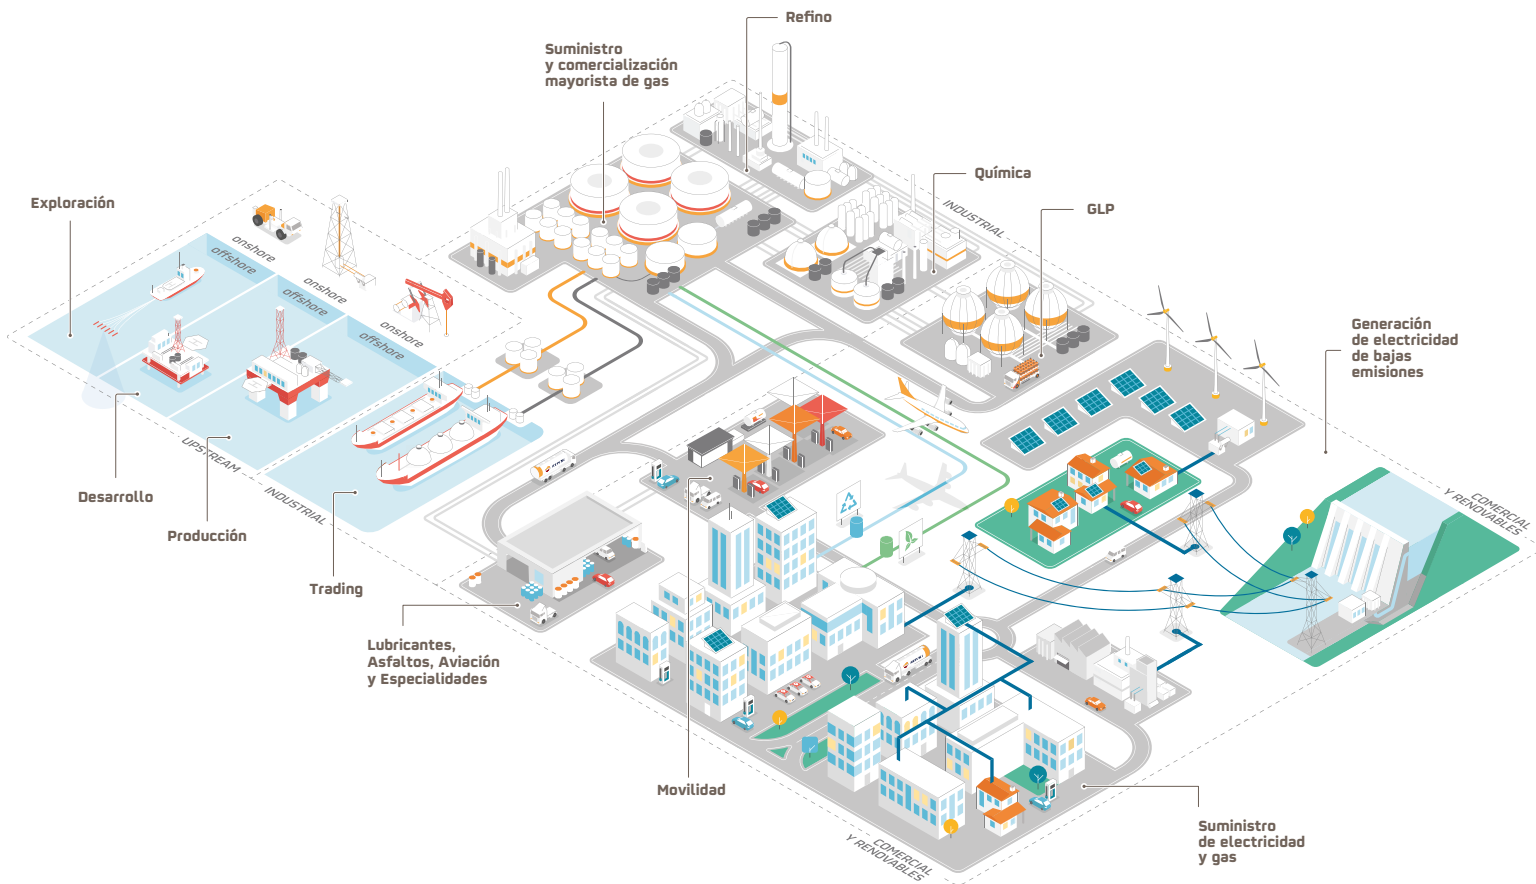 Refino
Suministro
y comercialización
mayorista de gas
Química
GLP
INDUSTRIAL
Exploración
onshore
offshore
onshore
offshore
onshore
offshore
Generación
de electricidad
de bajas
emisiones
UPSTREAM
INDUSTRIAL
Desarrollo
Producción
Trading
COMERCIAL
Y RENOVABLES
Lubricantes,
Asfaltos, Aviación
y Especialidades
Movilidad
Suministro
de electricidad
y gas
COMERCIAL
Y RENOVABLES